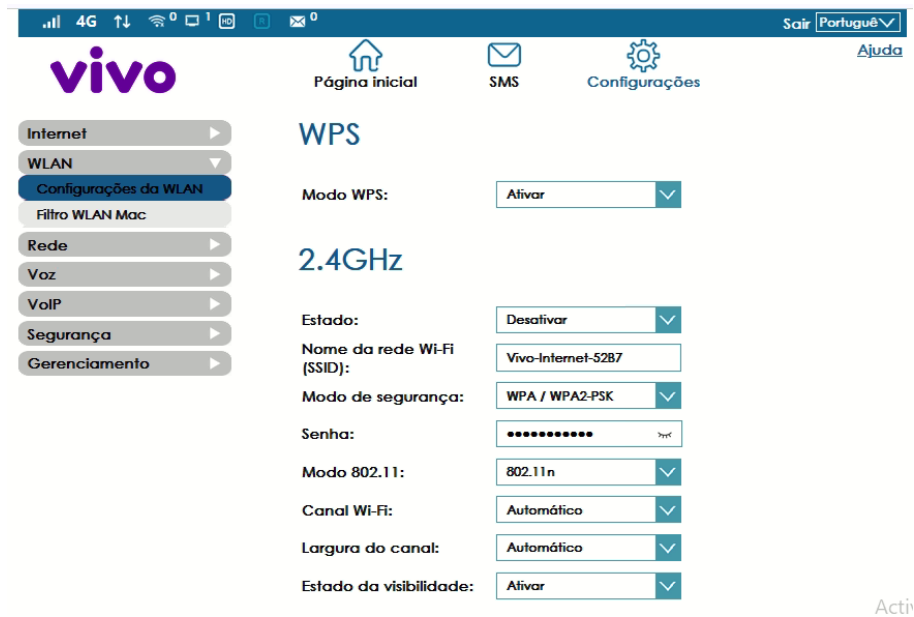 4G 0 1 HD R 0 Sair Português
vivo
Página inicial SMS Configurações Ajuda
Internet
WLAN
Configurações da WLAN
Filtro WLAN Mac
Rede
Voz
VoIP
Segurança
Gerenciamento
WPS
Modo WPS: Ativar
2.4GHz
Estado: Desativar
Nome da rede Wi-Fi
(SSID): Vivo-Internet-52B7
Modo de segurança: WPA / WPA2-PSK
Senha: •••••••••••
Modo 802.11: 802.11n
Canal Wi-Fi: Automático
Largura do canal: Automático
Estado da visibilidade: Ativar